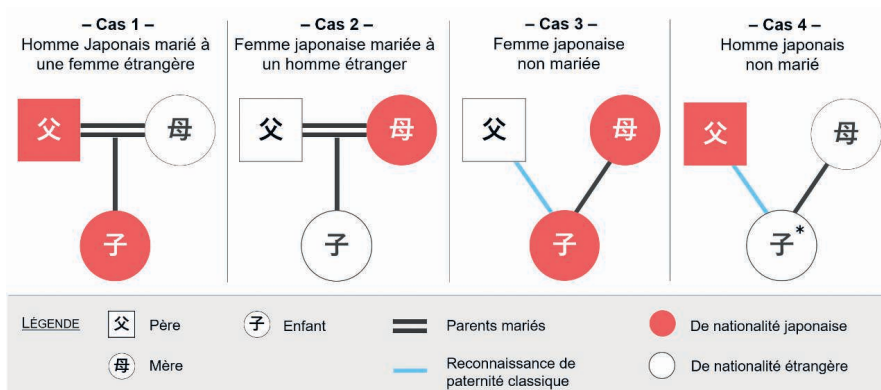 – Cas 1 –
Homme Japonais marié à
une femme étrangère
父
母
子
– Cas 2 –
Femme japonaise mariée à
un homme étranger
父
母
子
– Cas 3 –
Femme japonaise
non mariée
父
母
子
– Cas 4 –
Homme japonais
non marié
父
母
子*
LÉGENDE
父 Père
母 Mère
子 Enfant
Parents mariés
Reconnaissance de
paternité classique
De nationalité japonaise
De nationalité étrangère